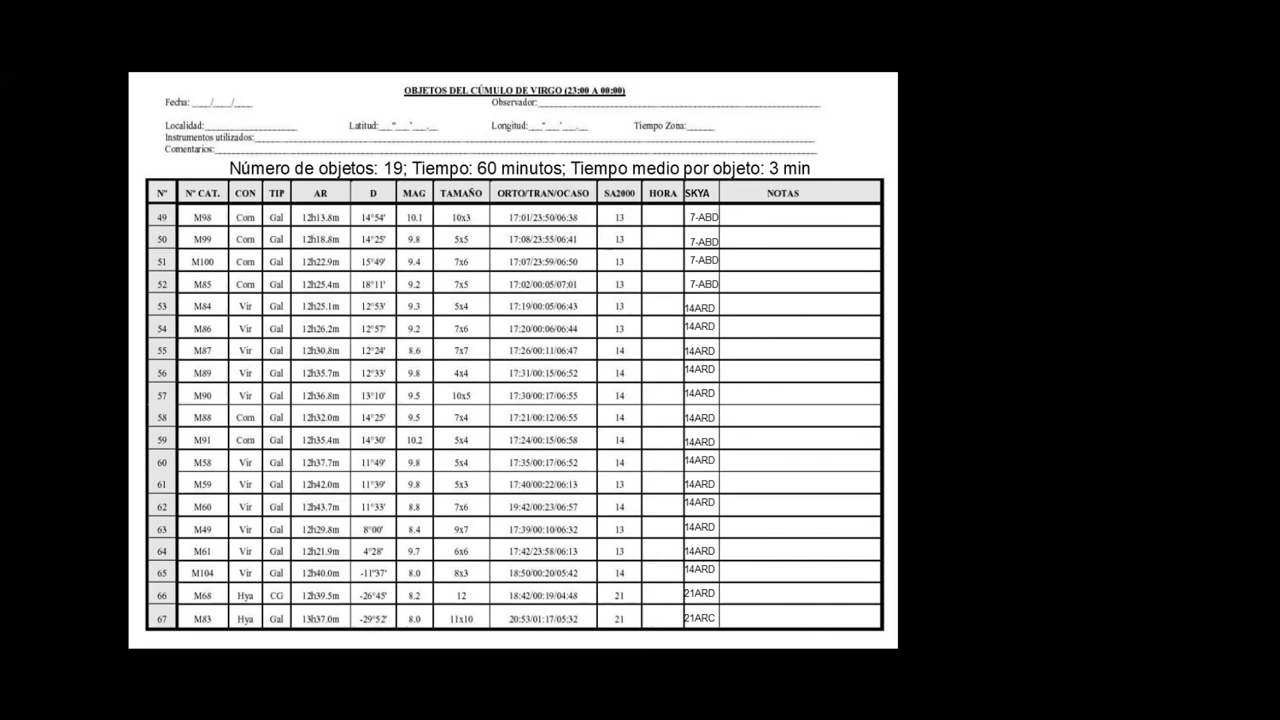 OBJETOS DEL CÚMULO DE VIRGO (23:00 A 00:00)
Fecha: ____/____/____ Observador:____
Localidad:____ Latitud:___°___'___.__ Longitud:___°___'___.__ Tiempo Zona:______
Instrumentos utilizados:____
Comentarios:____
Número de objetos: 19; Tiempo: 60 minutos; Tiempo medio por objeto: 3 min
Nº Nº CAT. CON TIP AR D MAG TAMAÑO ORTO/TRAN/OCASO SA2000 HORA SKYA NOTAS
49 M98 Com Gal 12h13.8m 14°54' 10.1 10x3 17:01/23:50/06:38 13 7-ABD
50 M99 Com Gal 12h18.8m 14°25' 9.8 5x5 17:08/23:55/06:41 13 7-ABD
51 M100 Com Gal 12h22.9m 15°49' 9.4 7x6 17:07/23:59/06:50 13 7-ABD
52 M85 Com Gal 12h25.4m 18°11' 9.2 7x5 17:02/00:05/07:01 13 7-ABD
53 M84 Vir Gal 12h25.1m 12°53' 9.3 5x4 17:19/00:05/06:43 13 14ARD
54 M86 Vir Gal 12h26.2m 12°57' 9.2 7x6 17:20/00:06/06:44 13 14ARD
55 M87 Vir Gal 12h30.8m 12°24' 8.6 7x7 17:26/00:11/06:47 14 14ARD
56 M89 Vir Gal 12h35.7m 12°33' 9.8 4x4 17:31/00:15/06:52 14 14ARD
57 M90 Vir Gal 12h36.8m 13°10' 9.5 10x5 17:30/00:17/06:55 14 14ARD
58 M88 Com Gal 12h32.0m 14°25' 9.5 7x4 17:21/00:12/06:55 14 14ARD
59 M91 Com Gal 12h35.4m 14°30' 10.2 5x4 17:24/00:15/06:58 14 14ARD
60 M58 Vir Gal 12h37.7m 11°49' 9.8 5x4 17:35/00:17/06:52 14 14ARD
61 M59 Vir Gal 12h42.0m 11°39' 9.8 5x3 17:40/00:22/06:13 14 14ARD
62 M60 Vir Gal 12h43.7m 11°33' 8.8 7x6 19:42/00:23/06:57 14 14ARD
63 M49 Vir Gal 12h29.8m 8°00' 8.4 9x7 17:39/00:10/06:32 13 14ARD
64 M61 Vir Gal 12h21.9m 4°28' 9.7 6x6 17:42/23:58/06:13 13 14ARD
65 M104 Vir Gal 12h40.0m -11°37' 8.0 8x3 18:50/00:20/05:42 14 14ARD
66 M68 Hya CG 12h39.5m -26°45' 8.2 12 18:42/00:19/04:48 21 21ARD
67 M83 Hya Gal 13h37.0m -29°52' 8.0 11x10 20:53/01:17/05:32 21 21ARC